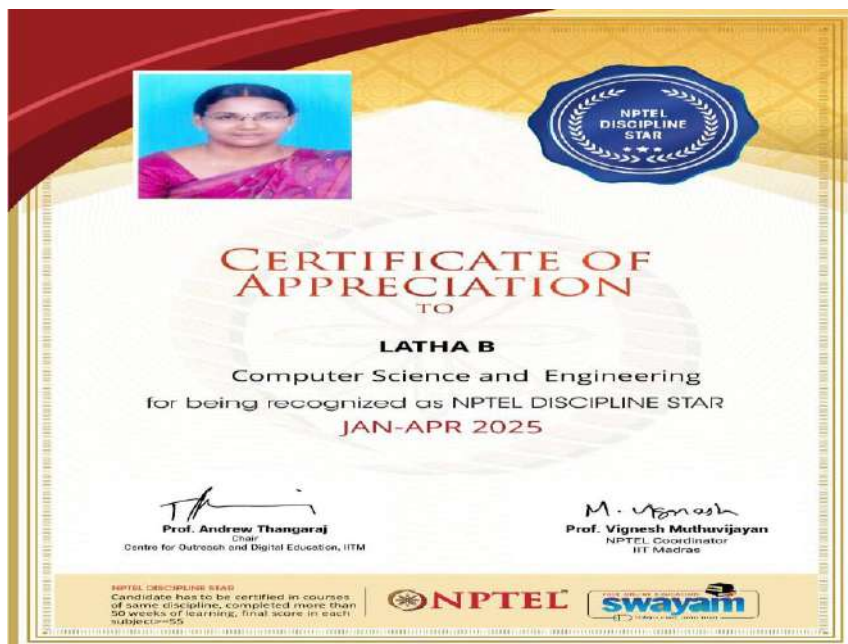 NPTEL
DISCIPLINE
STAR
CERTIFICATE OF
APPRECIATION
TO
LATHA B
Computer Science and Engineering
for being recognized as NPTEL DISCIPLINE STAR
JAN-APR 2025
M. Vignesh
Prof. Andrew Thangaraj
Chair
Centre for Outreach and Digital Education, IITM
Prof. Vignesh Muthuvijayan
NPTEL Coordinator
IIT Madras
NPTEL DISCIPLINE STAR
Candidate has to be certified in courses
of same discipline, completed more than
50 weeks of learning, final score in each
subject>=55
NPTEL
swayam